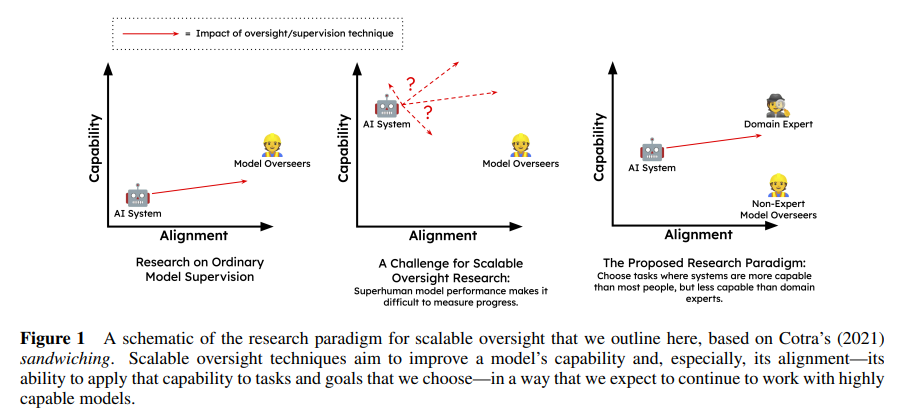 = Impact of oversight/supervision technique
Capability
AI System
Model Overseers
Alignment
Research on Ordinary
Model Supervision
Capability
?
?
AI System
Model Overseers
Alignment
A Challenge for Scalable
Oversight Research:
Superhuman model performance makes it
difficult to measure progress.
Capability
Domain Expert
AI System
Non-Expert
Model Overseers
Alignment
The Proposed Research Paradigm:
Choose tasks where systems are more capable
than most people, but less capable than domain
experts.
Figure 1 A schematic of the research paradigm for scalable oversight that we outline here, based on Cotra's (2021)
sandwiching. Scalable oversight techniques aim to improve a model's capability and, especially, its alignment—its
ability to apply that capability to tasks and goals that we choose—in a way that we expect to continue to work with highly
capable models.